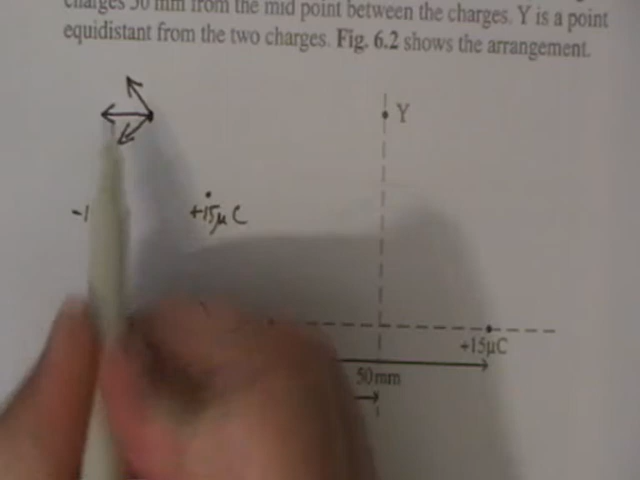 charges 50 mm from the mid point between the charges. Y is a point
equidistant from the two charges. Fig. 6.2 shows the arrangement.
Y
-1
+15μC
+15μC
50mm